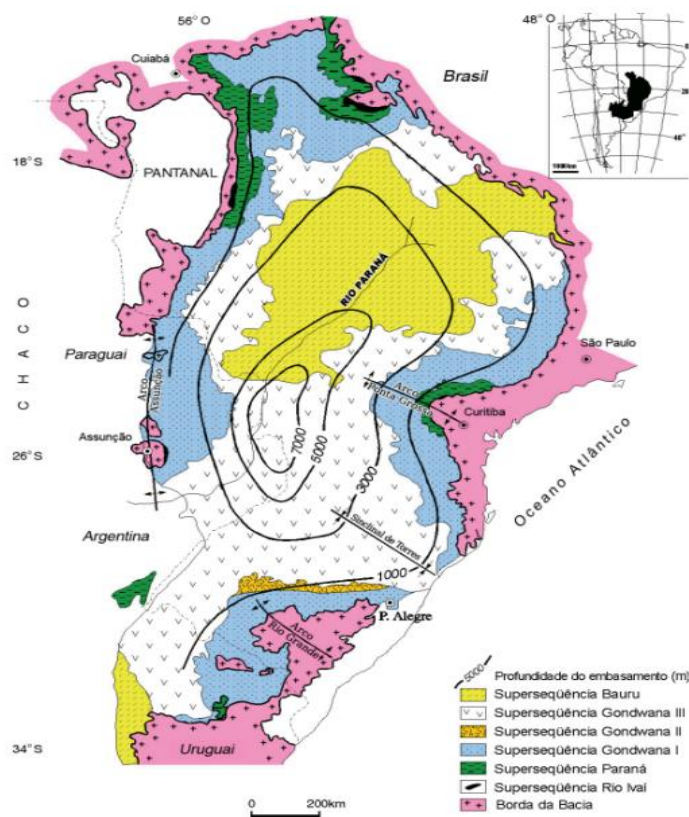 56° O
48° O
Cuiabá
Brasil
18° S
PANTANAL
RIO PARANÁ
CHACO
Paraguai
Arco
Assunção
São Paulo
Arco
Ponta Grossa
Curitiba
Assunção
26° S
7000
5000
3000
Oceano Atlântico
Sinclinal de Torres
Argentina
1000
P. Alegre
Arco
Rio Grande
5000 Profundidade do embasamento (m)
Superseqüência Bauru
Superseqüência Gondwana III
Superseqüência Gondwana II
Superseqüência Gondwana I
Superseqüência Paraná
Superseqüência Rio Ivaí
Borda da Bacia
34° S
Uruguai
0 200km